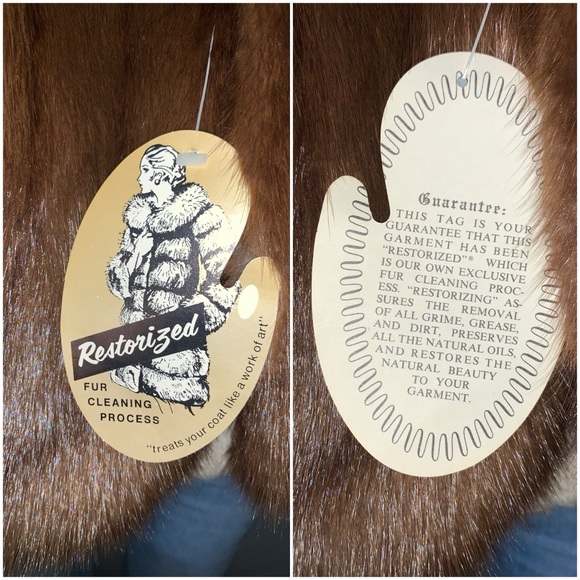 Restorized
FUR
CLEANING
PROCESS
"treats your coat like a work of art"
Guarantee:
THIS TAG IS YOUR
GUARANTEE THAT THIS
GARMENT HAS BEEN
"RESTORIZED"® WHICH
IS OUR OWN EXCLUSIVE
FUR CLEANING PROC-
ESS. "RESTORIZING" AS-
SURES THE REMOVAL
OF ALL GRIME, GREASE,
AND DIRT, PRESERVES
ALL THE NATURAL OILS,
AND RESTORES THE
NATURAL BEAUTY
TO YOUR
GARMENT.